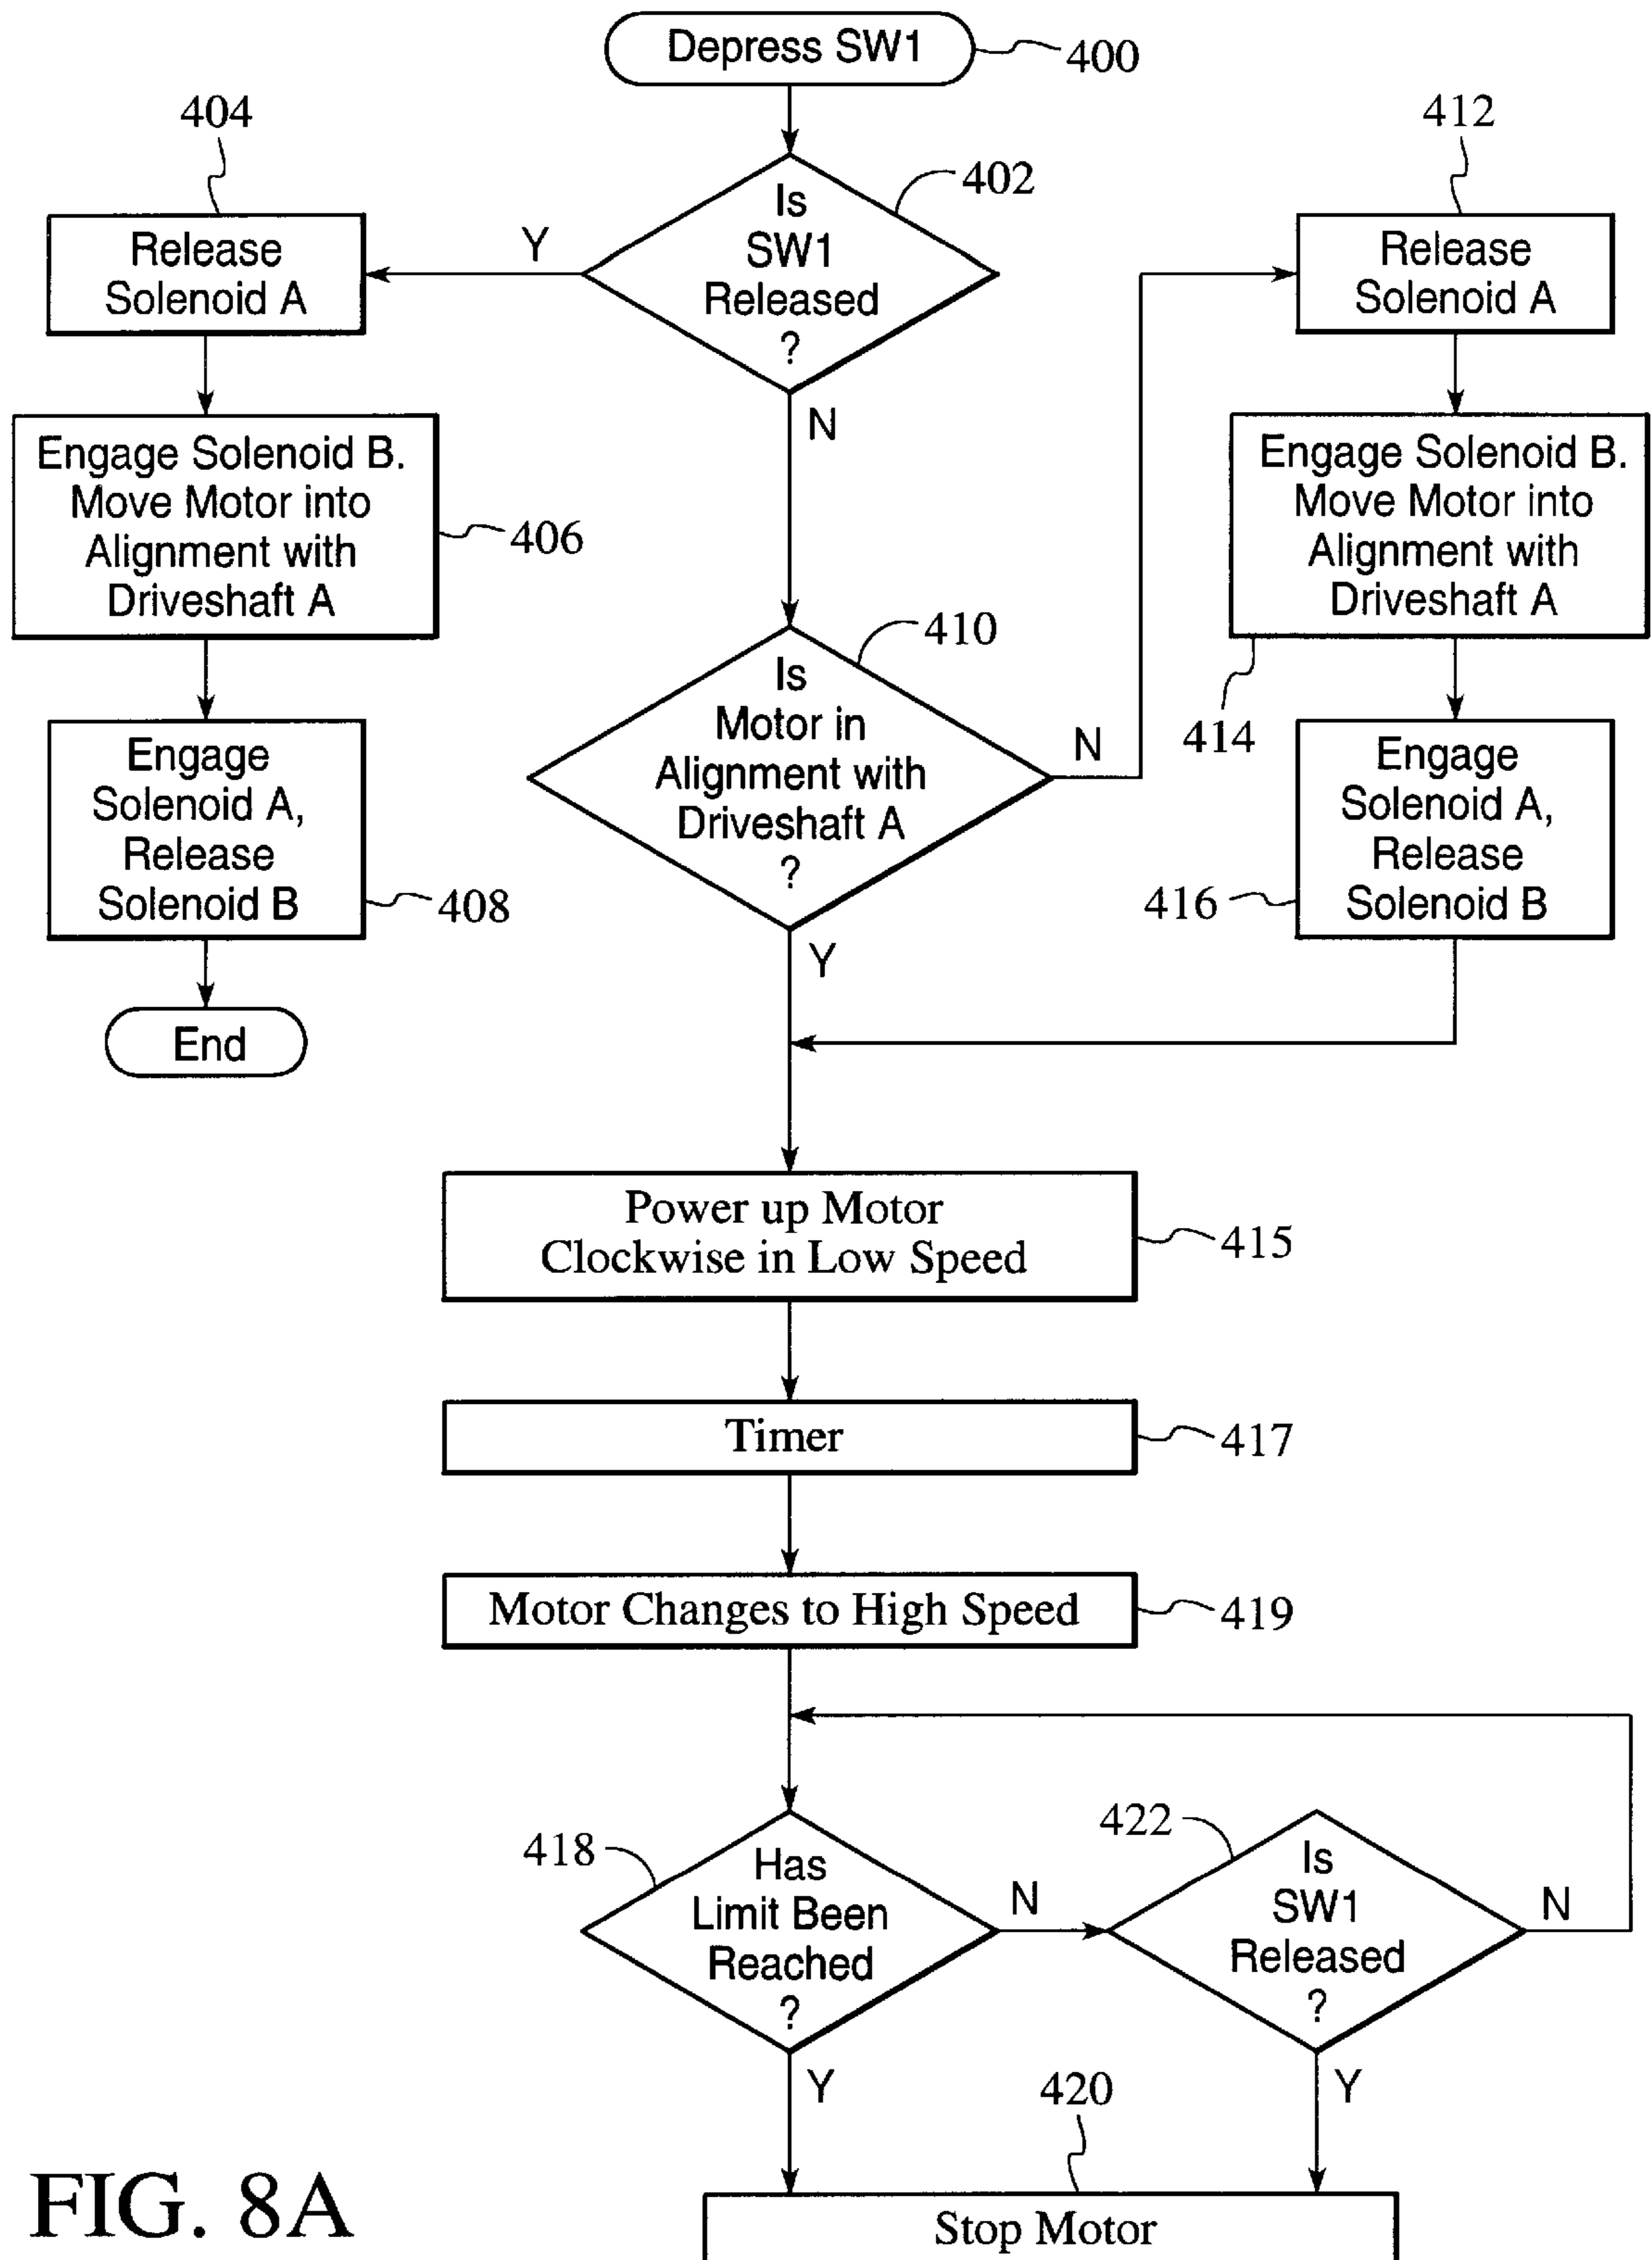 Depress SW1
400
404
412
402
Is
SW1
Released
?
Y
N
Release
Solenoid A
Release
Solenoid A
Engage Solenoid B.
Move Motor into
Alignment with
Driveshaft A
406
Engage Solenoid B.
Move Motor into
Alignment with
Driveshaft A
414
410
Is
Motor in
Alignment with
Driveshaft A
?
N
Y
Engage
Solenoid A,
Release
Solenoid B
408
Engage
Solenoid A,
Release
Solenoid B
416
End
Power up Motor
Clockwise in Low Speed
415
Timer
417
Motor Changes to High Speed
419
418
Has
Limit Been
Reached
?
N
Y
422
Is
SW1
Released
?
N
Y
420
Stop Motor
FIG. 8A